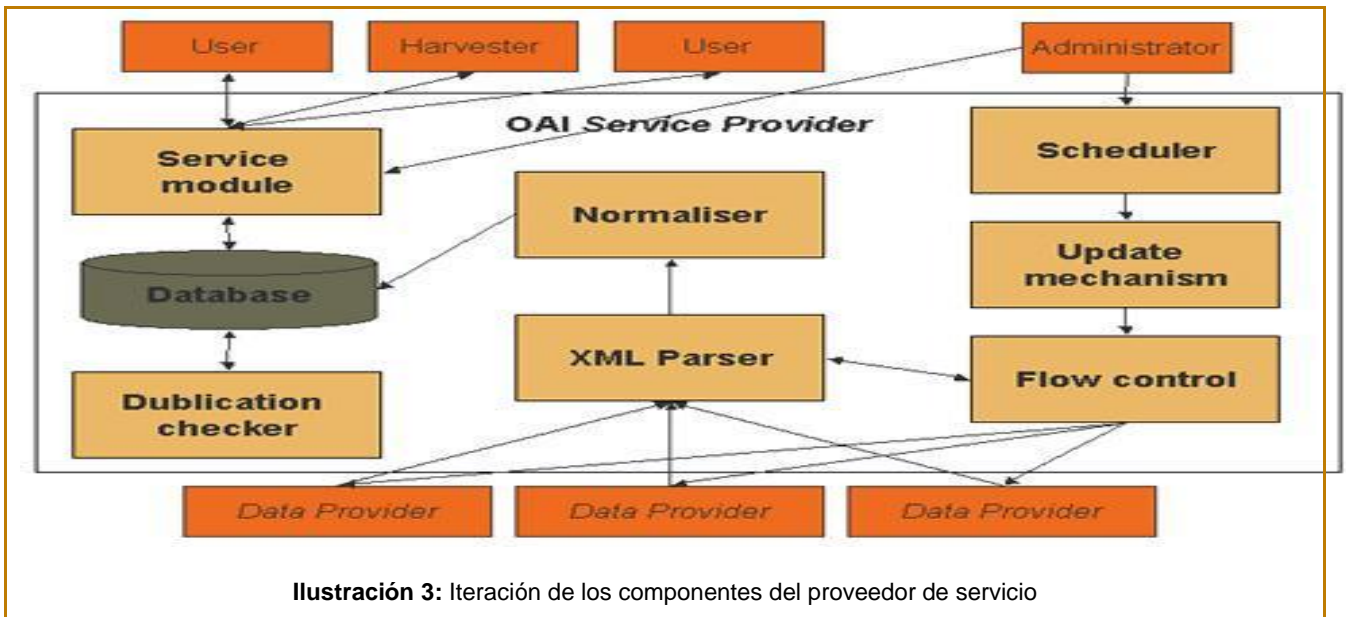 User
Harvester
User
Administrator
OAI Service Provider
Service
module
Scheduler
Normaliser
Update
mechanism
Database
XML Parser
Flow control
Dublication
checker
Data Provider
Data Provider
Data Provider
Ilustración 3: Iteración de los componentes del proveedor de servicio